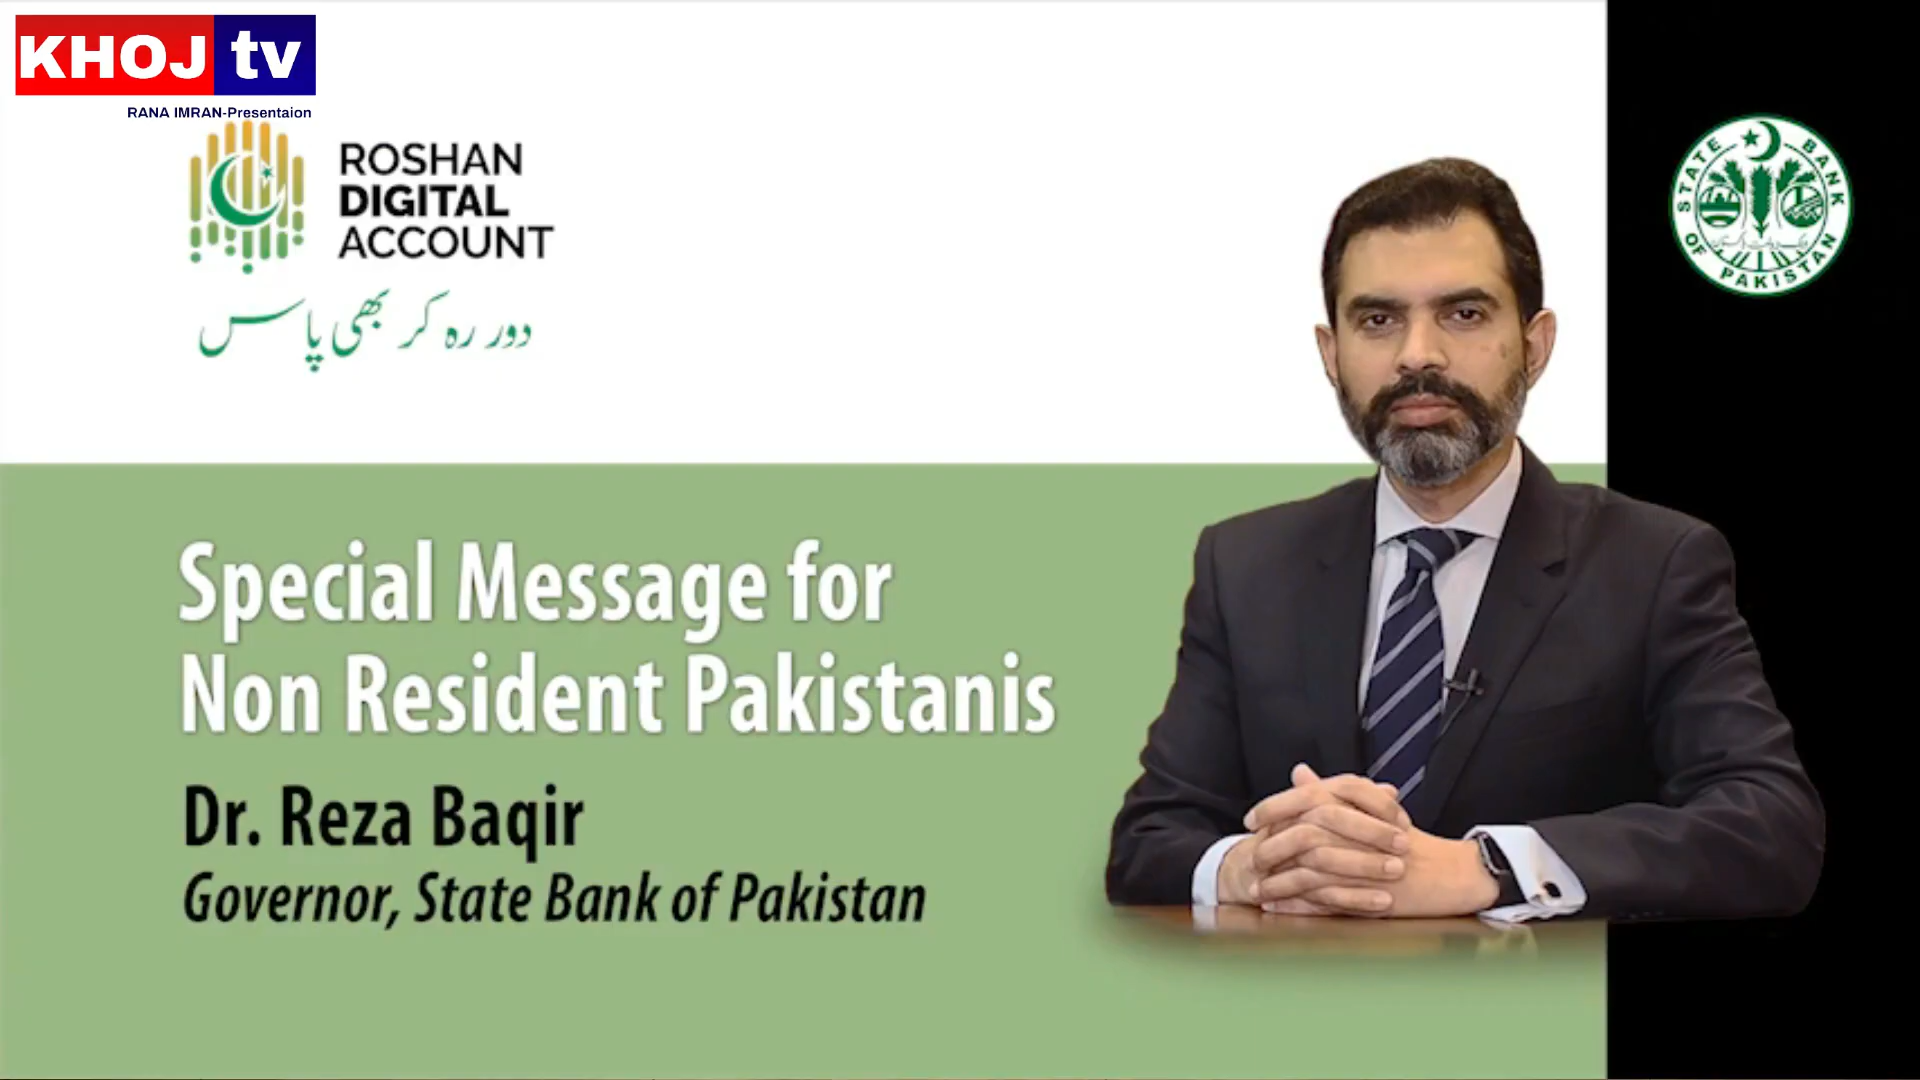 KHOJ tv
RANA IMRAN-Presentaion
ROSHAN
DIGITAL
ACCOUNT
دور رہ کر بھی پاس
STATE BANK OF PAKISTAN
Special Message for
Non Resident Pakistanis
Dr. Reza Baqir
Governor, State Bank of Pakistan